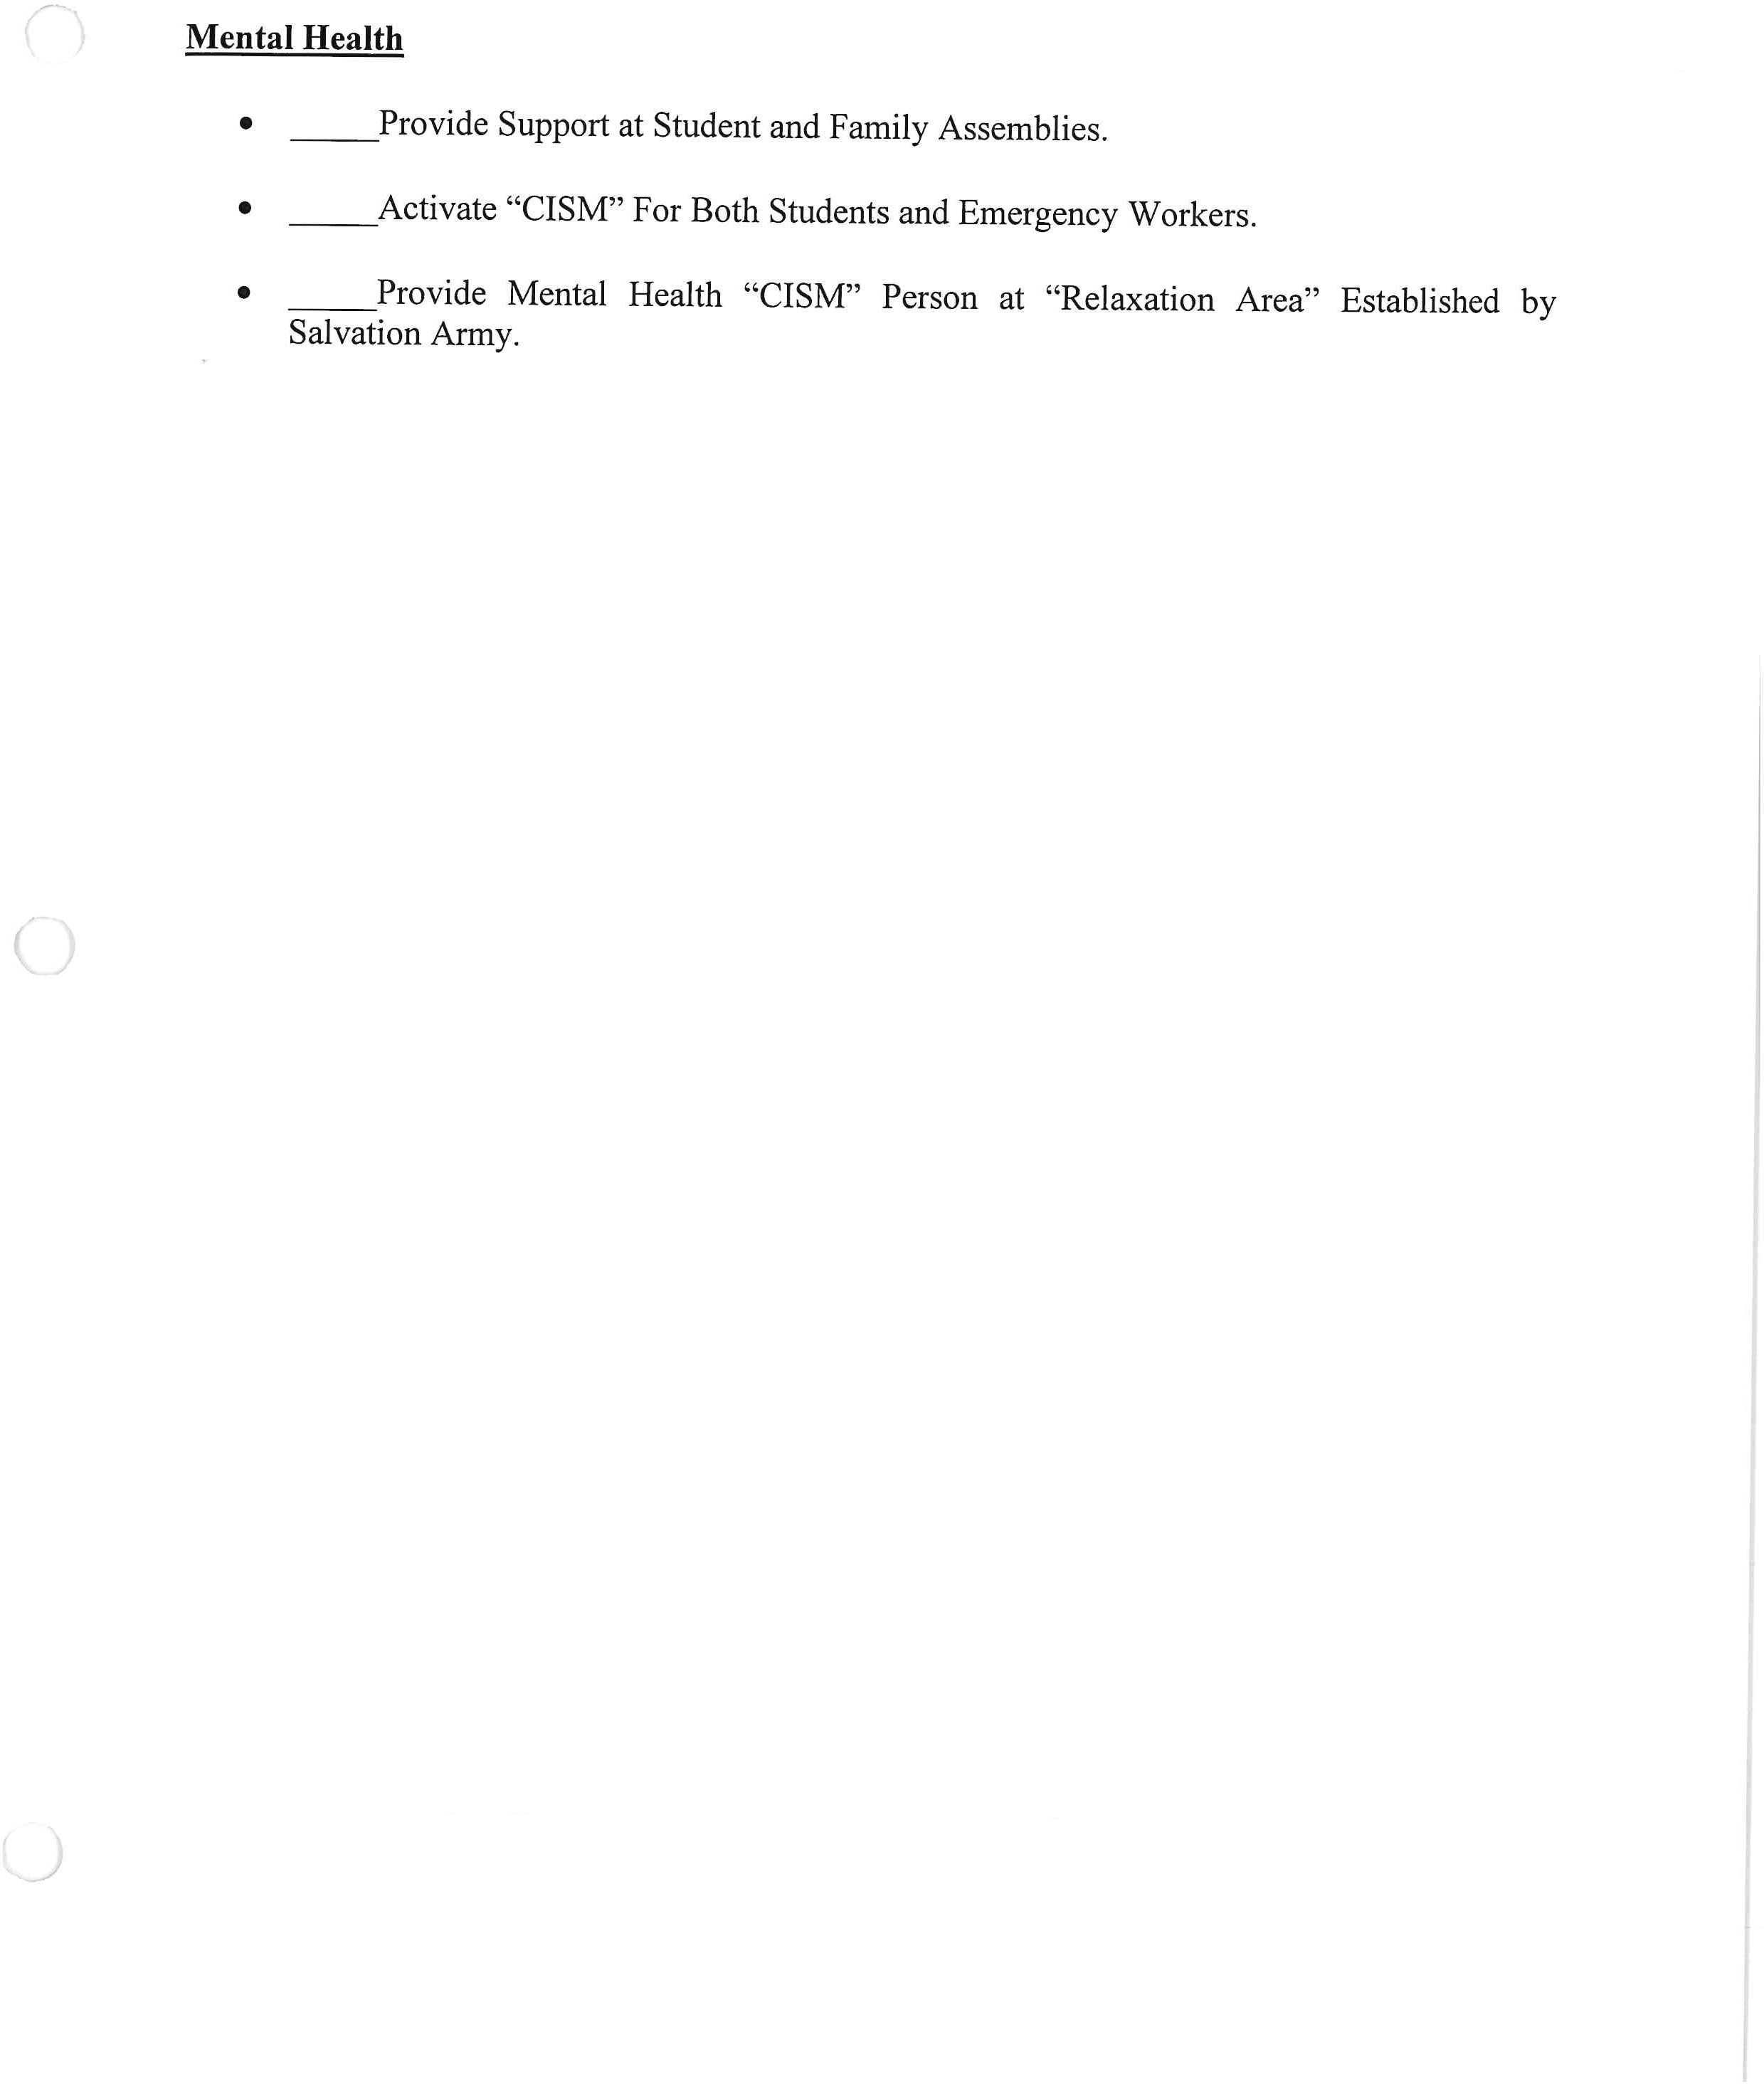 Mental Health
• _____Provide Support at Student and Family Assemblies.
• _____Activate “CISM” For Both Students and Emergency Workers.
• _____Provide Mental Health “CISM” Person at “Relaxation Area” Established by
Salvation Army.